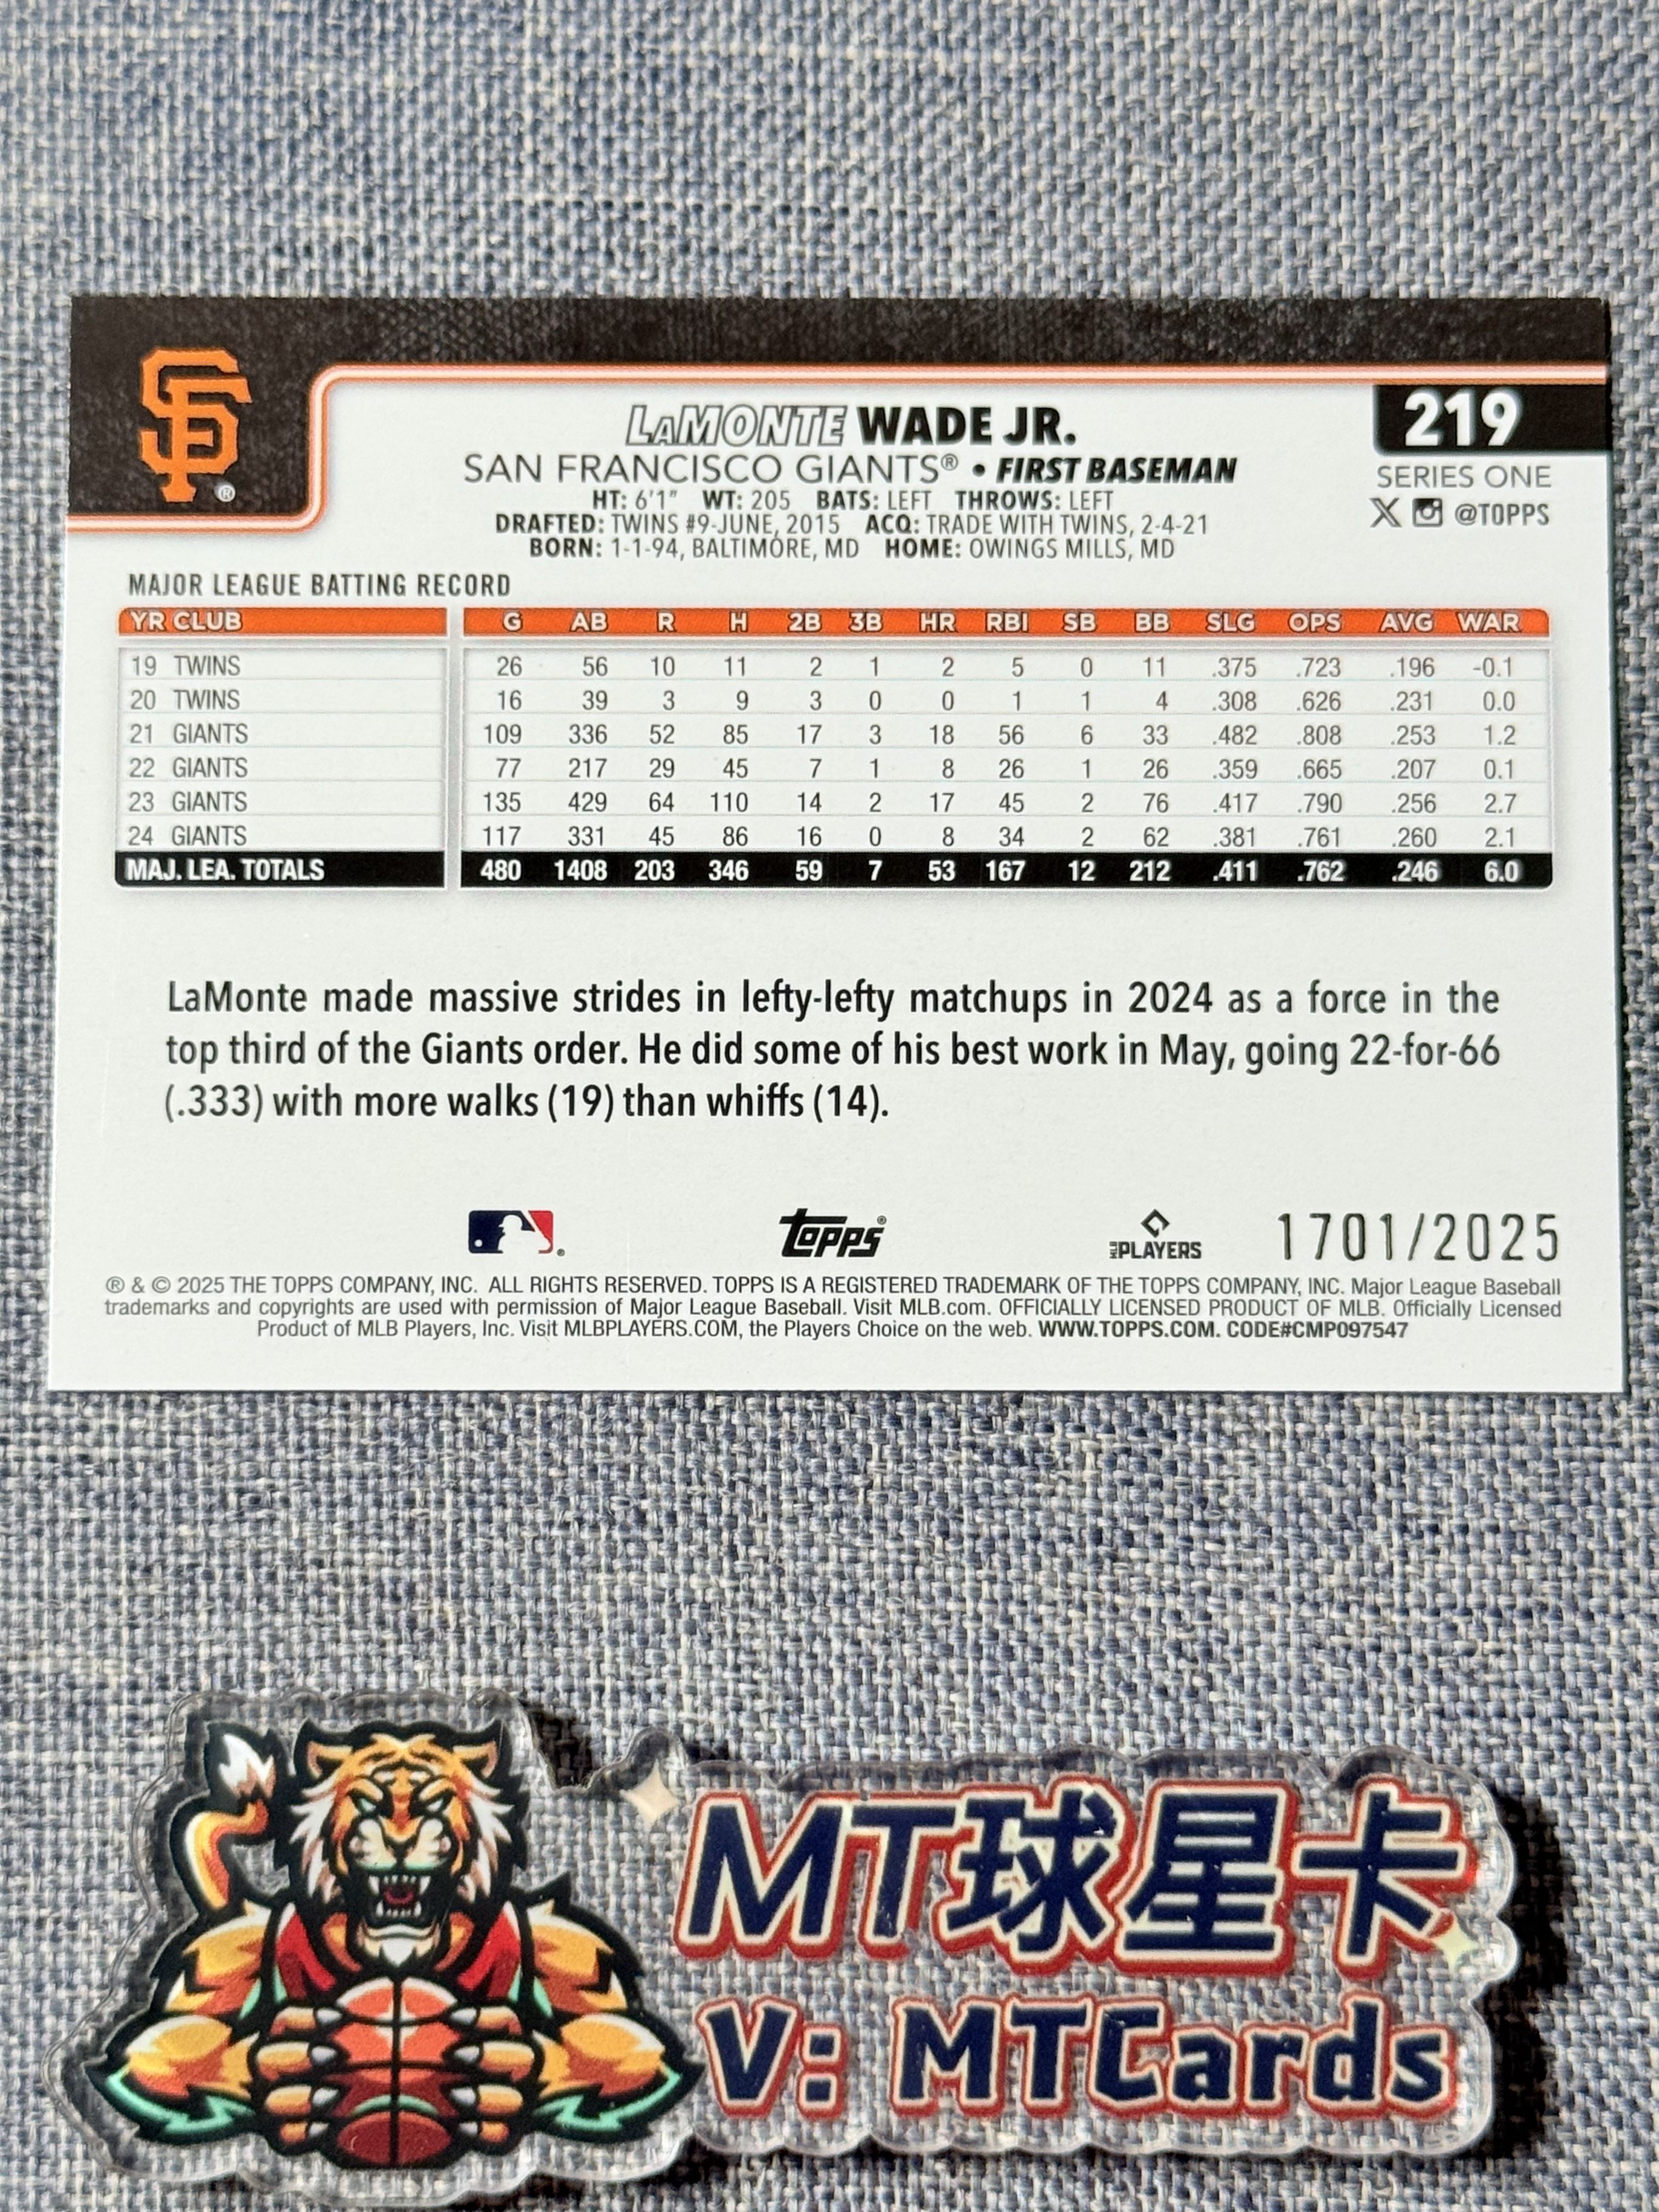 LaMONTE WADE JR.
219
SAN FRANCISCO GIANTS® • FIRST BASEMAN
SERIES ONE
HT: 6'1" WT: 205 BATS: LEFT THROWS: LEFT
@TOPPS
DRAFTED: TWINS #9-JUNE, 2015 ACQ: TRADE WITH TWINS, 2-4-21
BORN: 1-1-94, BALTIMORE, MD HOME: OWINGS MILLS, MD
MAJOR LEAGUE BATTING RECORD
YR CLUB G AB R H 2B 3B HR RBI SB BB SLG OPS AVG WAR
19 TWINS 26 56 10 11 2 1 2 5 0 11 .375 .723 .196 -0.1
20 TWINS 16 39 3 9 3 0 0 1 1 4 .308 .626 .231 0.0
21 GIANTS 109 336 52 85 17 3 18 56 6 33 .482 .808 .253 1.2
22 GIANTS 77 217 29 45 7 1 8 26 1 26 .359 .665 .207 0.1
23 GIANTS 135 429 64 110 14 2 17 45 2 76 .417 .790 .256 2.7
24 GIANTS 117 331 45 86 16 0 8 34 2 62 .381 .761 .260 2.1
MAJ. LEA. TOTALS 480 1408 203 346 59 7 53 167 12 212 .411 .762 .246 6.0
LaMonte made massive strides in lefty-lefty matchups in 2024 as a force in the
top third of the Giants order. He did some of his best work in May, going 22-for-66
(.333) with more walks (19) than whiffs (14).
Topps®
MLB PLAYERS
1701/2025
® & © 2025 THE TOPPS COMPANY, INC. ALL RIGHTS RESERVED. TOPPS IS A REGISTERED TRADEMARK OF THE TOPPS COMPANY, INC. Major League Baseball
trademarks and copyrights are used with permission of Major League Baseball. Visit MLB.com. OFFICIALLY LICENSED PRODUCT OF MLB. Officially Licensed
Product of MLB Players, Inc. Visit MLBPLAYERS.COM, the Players Choice on the web. WWW.TOPPS.COM. CODE#CMP097547
MT球星卡
V: MTCards